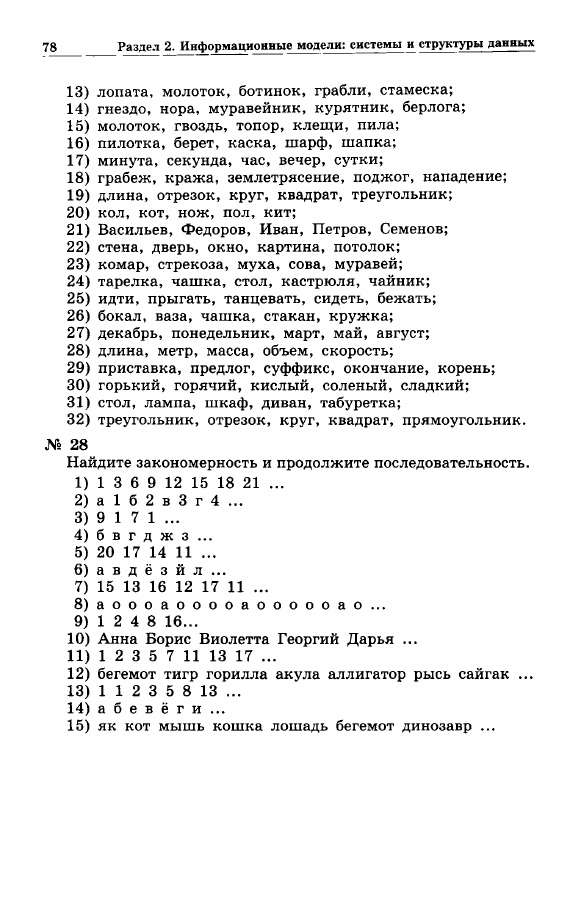 78 Раздел 2. Информационные модели: системы и структуры данных
13) лопата, молоток, ботинок, грабли, стамеска;
14) гнездо, нора, муравейник, курятник, берлога;
15) молоток, гвоздь, топор, клещи, пила;
16) пилотка, берет, каска, шарф, шапка;
17) минута, секунда, час, вечер, сутки;
18) грабеж, кража, землетрясение, поджог, нападение;
19) длина, отрезок, круг, квадрат, треугольник;
20) кол, кот, нож, пол, кит;
21) Васильев, Федоров, Иван, Петров, Семенов;
22) стена, дверь, окно, картина, потолок;
23) комар, стрекоза, муха, сова, муравей;
24) тарелка, чашка, стол, кастрюля, чайник;
25) идти, прыгать, танцевать, сидеть, бежать;
26) бокал, ваза, чашка, стакан, кружка;
27) декабрь, понедельник, март, май, август;
28) длина, метр, масса, объем, скорость;
29) приставка, предлог, суффикс, окончание, корень;
30) горький, горячий, кислый, соленый, сладкий;
31) стол, лампа, шкаф, диван, табуретка;
32) треугольник, отрезок, круг, квадрат, прямоугольник.
№ 28
Найдите закономерность и продолжите последовательность.
1) 1 3 6 9 12 15 18 21 ...
2) а 1 б 2 в 3 г 4 ...
3) 9 1 7 1 ...
4) б в г д ж з ...
5) 20 17 14 11 ...
6) а в д ё з й л ...
7) 15 13 16 12 17 11 ...
8) а о о о а о о о о а о о о о о а о ...
9) 1 2 4 8 16...
10) Анна Борис Виолетта Георгий Дарья ...
11) 1 2 3 5 7 11 13 17 ...
12) бегемот тигр горилла акула аллигатор рысь сайгак ...
13) 1 1 2 3 5 8 13 ...
14) а б е в ё г и ...
15) як кот мышь кошка лошадь бегемот динозавр ...